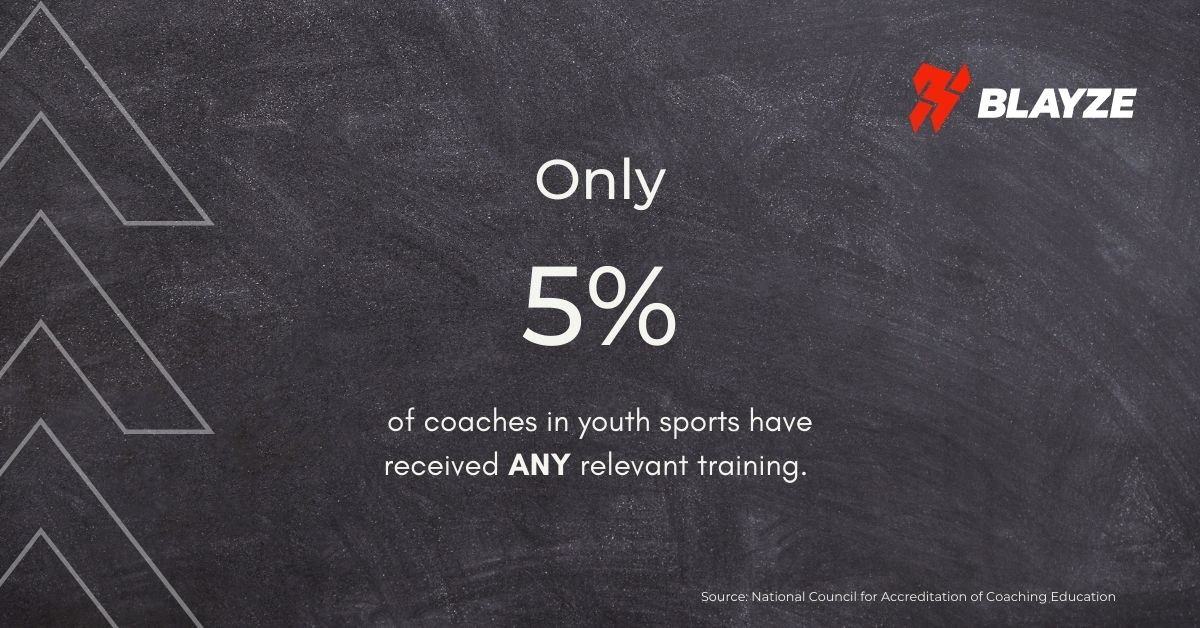 BLAYZE
Only
5%
of coaches in youth sports have
received ANY relevant training.
Source: National Council for Accreditation of Coaching Education